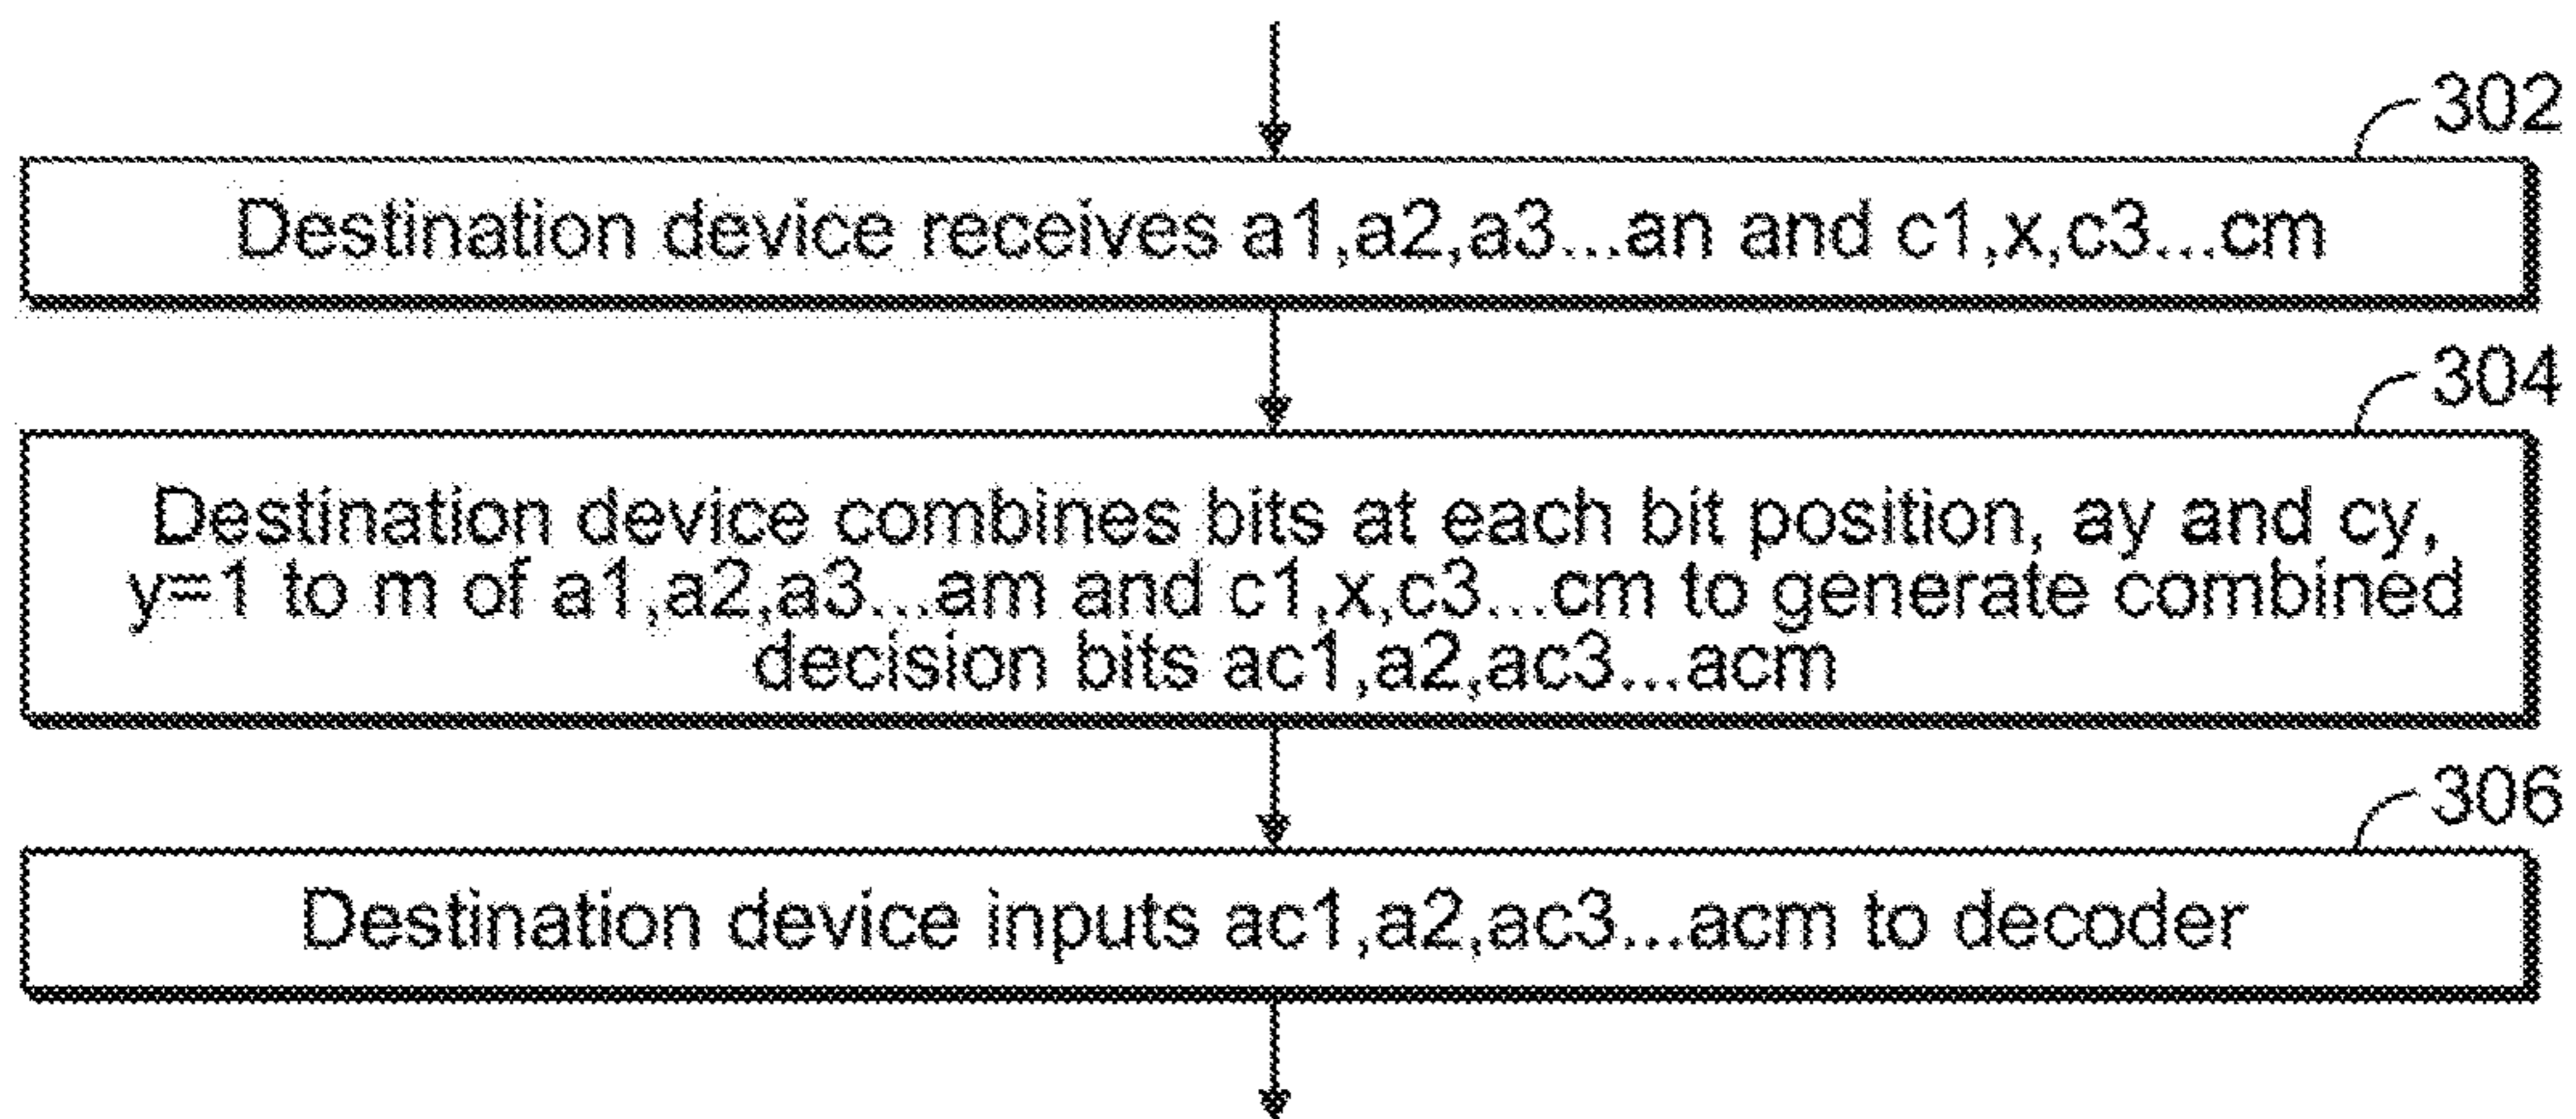 302
Destination device receives a1,a2,a3...an and c1,x,c3...cm
304
Destination device combines bits at each bit position, ay and cy,
y=1 to m of a1,a2,a3...am and c1,x,c3...cm to generate combined
decision bits ac1,a2,ac3...acm
306
Destination device inputs ac1,a2,ac3...acm to decoder